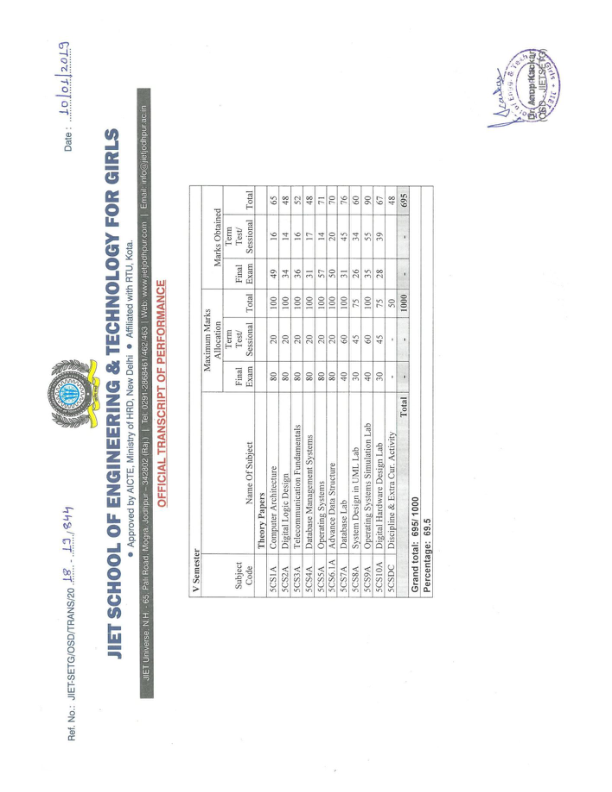 Ref. No.: JIET-SETG/OSD/TRANS/20 18 - 19/844 Date: 10/01/2019
JIET SCHOOL OF ENGINEERING & TECHNOLOGY FOR GIRLS
• Approved by AICTE, Ministry of HRD, New Delhi • Affiliated with RTU, Kota.
JIET Universe, N.H. - 65, Pali Road, Mogra, Jodhpur – 342802 (Raj.) | Tel. 0291-2868461/462/463 | Web: www.jietjodhpur.com | Email: info@jietjodhpur.ac.in
OFFICIAL TRANSCRIPT OF PERFORMANCE
V Semester
Subject Code Name Of Subject Maximum Marks Allocation Marks Obtained
Final Exam Term Test/ Sessional Total Final Exam Term Test/ Sessional Total
Theory Papers
5CS1A Computer Architecture 80 20 100 49 16 65
5CS2A Digital Logic Design 80 20 100 34 14 48
5CS3A Telecommunication Fundamentals 80 20 100 36 16 52
5CS4A Database Management Systems 80 20 100 31 17 48
5CS5A Operating Systems 80 20 100 57 14 71
5CS6.1A Advance Data Structure 80 20 100 50 20 70
5CS7A Database Lab 40 60 100 31 45 76
5CS8A System Design in UML Lab 30 45 75 26 34 60
5CS9A Operating Systems Simulation Lab 40 60 100 35 55 90
5CS10A Digital Hardware Design Lab 30 45 75 28 39 67
5CSDC Discipline & Extra Cur. Activity - - 50 48
Total - - 1000 - - 695
Grand total: 695/ 1000
Percentage: 69.5
(OSD - JIETSETG)